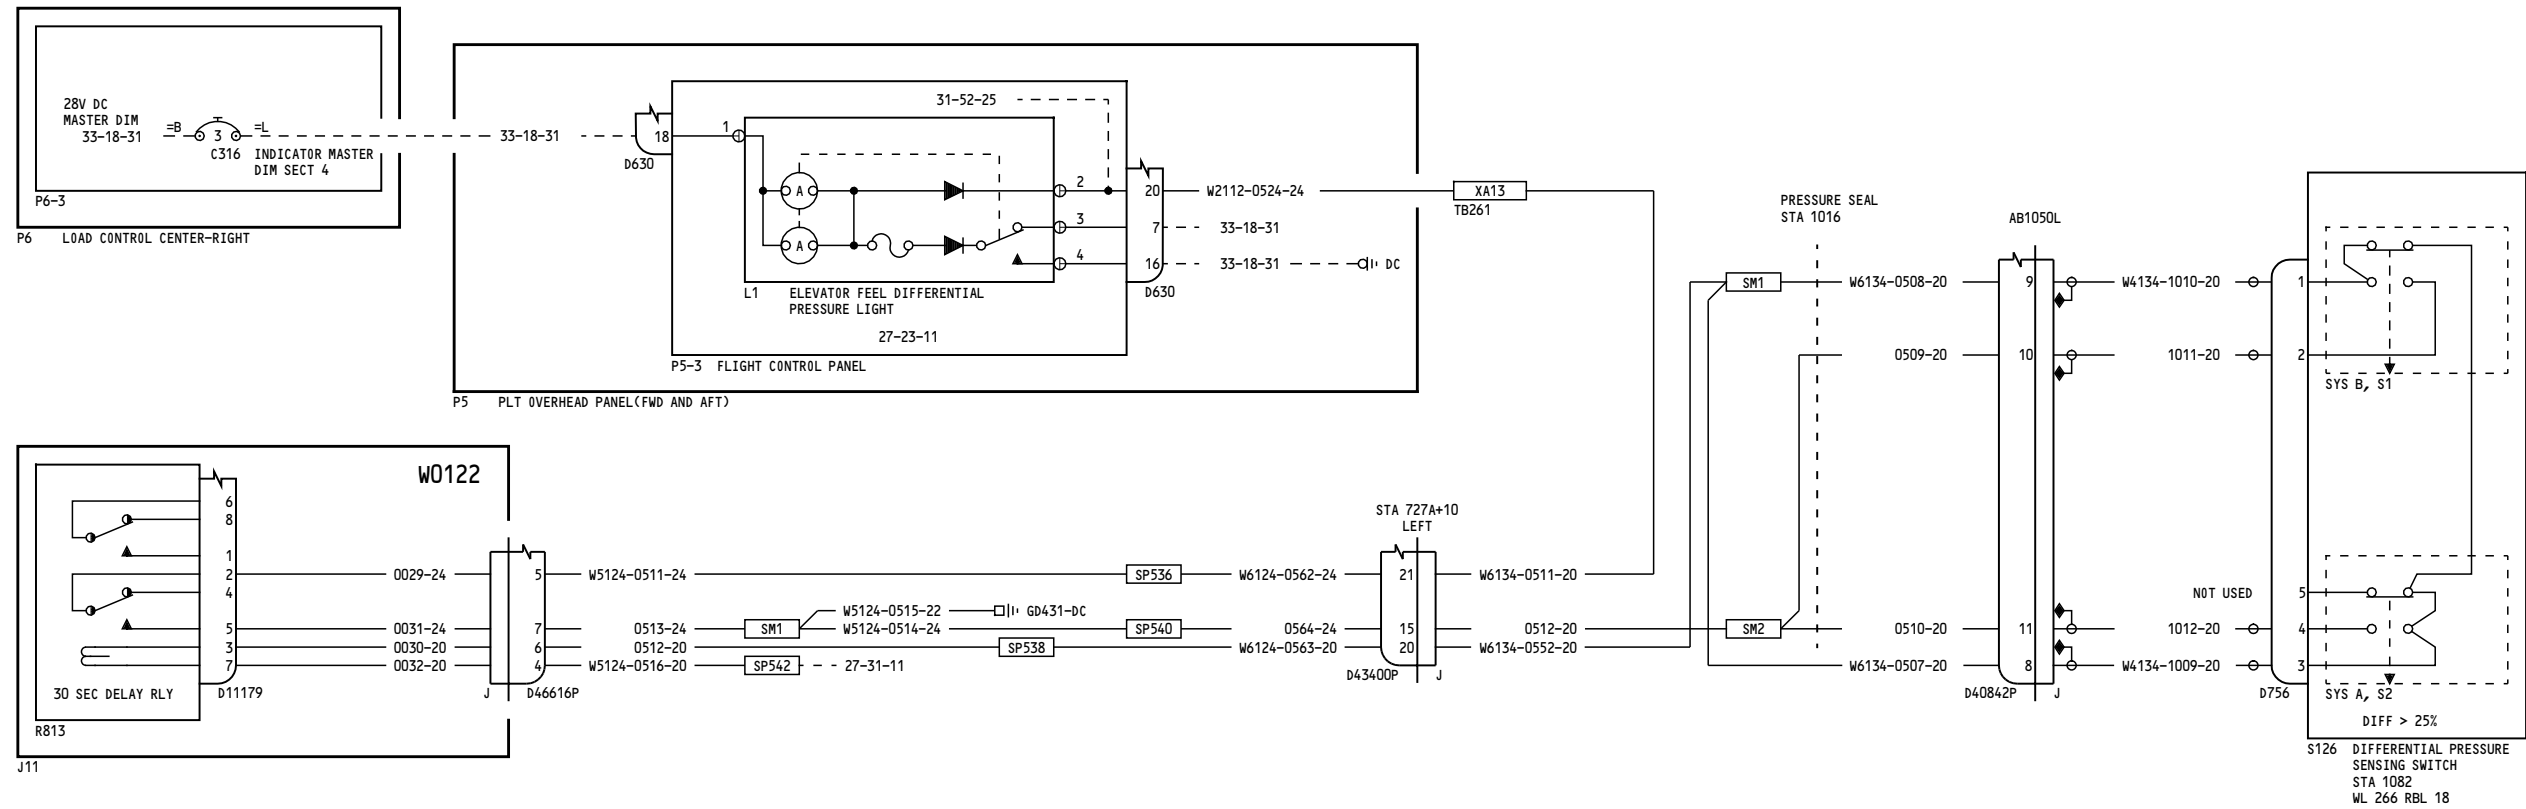 28V DC
MASTER DIM
33-18-31
=B
3
=L
C316 INDICATOR MASTER
DIM SECT 4
P6-3
P6 LOAD CONTROL CENTER-RIGHT
33-18-31
18
D630
1
31-52-25
A
A
2
3
4
20
7
16
D630
L1 ELEVATOR FEEL DIFFERENTIAL
PRESSURE LIGHT
27-23-11
P5-3 FLIGHT CONTROL PANEL
P5 PLT OVERHEAD PANEL(FWD AND AFT)
W2112-0524-24
33-18-31
33-18-31
DC
XA13
TB261
PRESSURE SEAL
STA 1016
AB1050L
SM1
W6134-0508-20
9
W4134-1010-20
1
0509-20
10
1011-20
2
SYS B, S1
W0122
6
8
1
2
4
5
3
7
30 SEC DELAY RLY
D11179
R813
J11
0029-24
0031-24
0030-20
0032-20
5
7
6
4
J
D46616P
W5124-0511-24
0513-24
0512-20
W5124-0516-20
SM1
W5124-0515-22
GD431-DC
W5124-0514-24
SP542
27-31-11
SP538
SP536
SP540
W6124-0562-24
0564-24
W6124-0563-20
STA 727A+10
LEFT
21
15
20
D43400P
J
W6134-0511-20
0512-20
W6134-0552-20
SM2
0510-20
W6134-0507-20
11
8
D40842P
J
NOT USED
1012-20
W4134-1009-20
5
4
3
D756
SYS A, S2
DIFF > 25%
S126 DIFFERENTIAL PRESSURE
SENSING SWITCH
STA 1082
WL 266 RBL 18